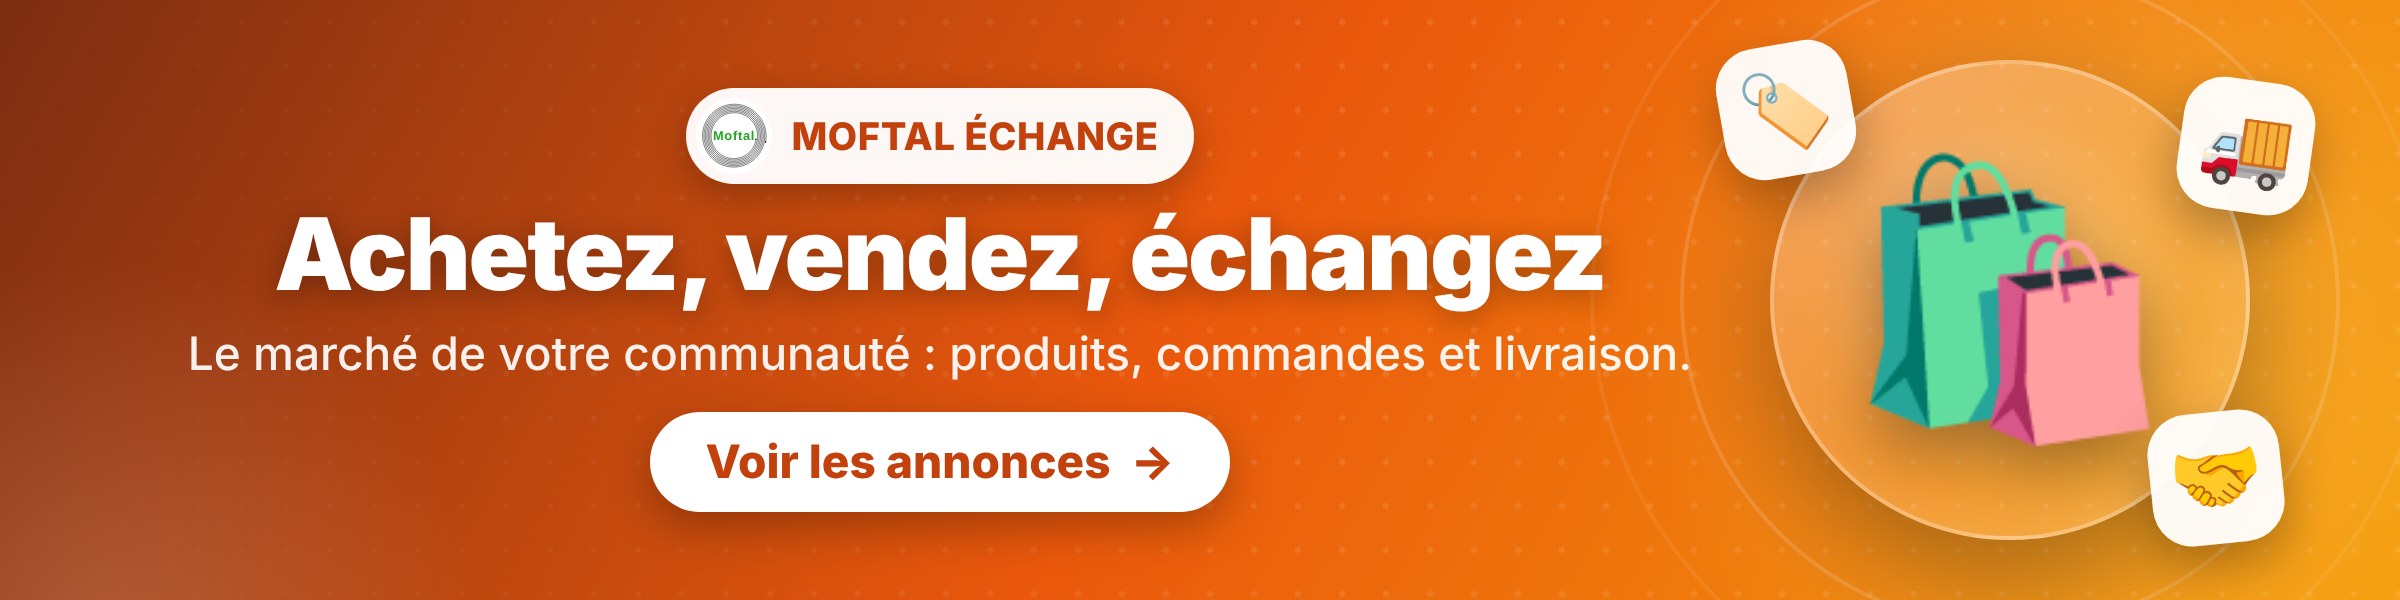 Moftal
MOFTAL ÉCHANGE
Achetez, vendez, échangez
Le marché de votre communauté : produits, commandes et livraison.
Voir les annonces →